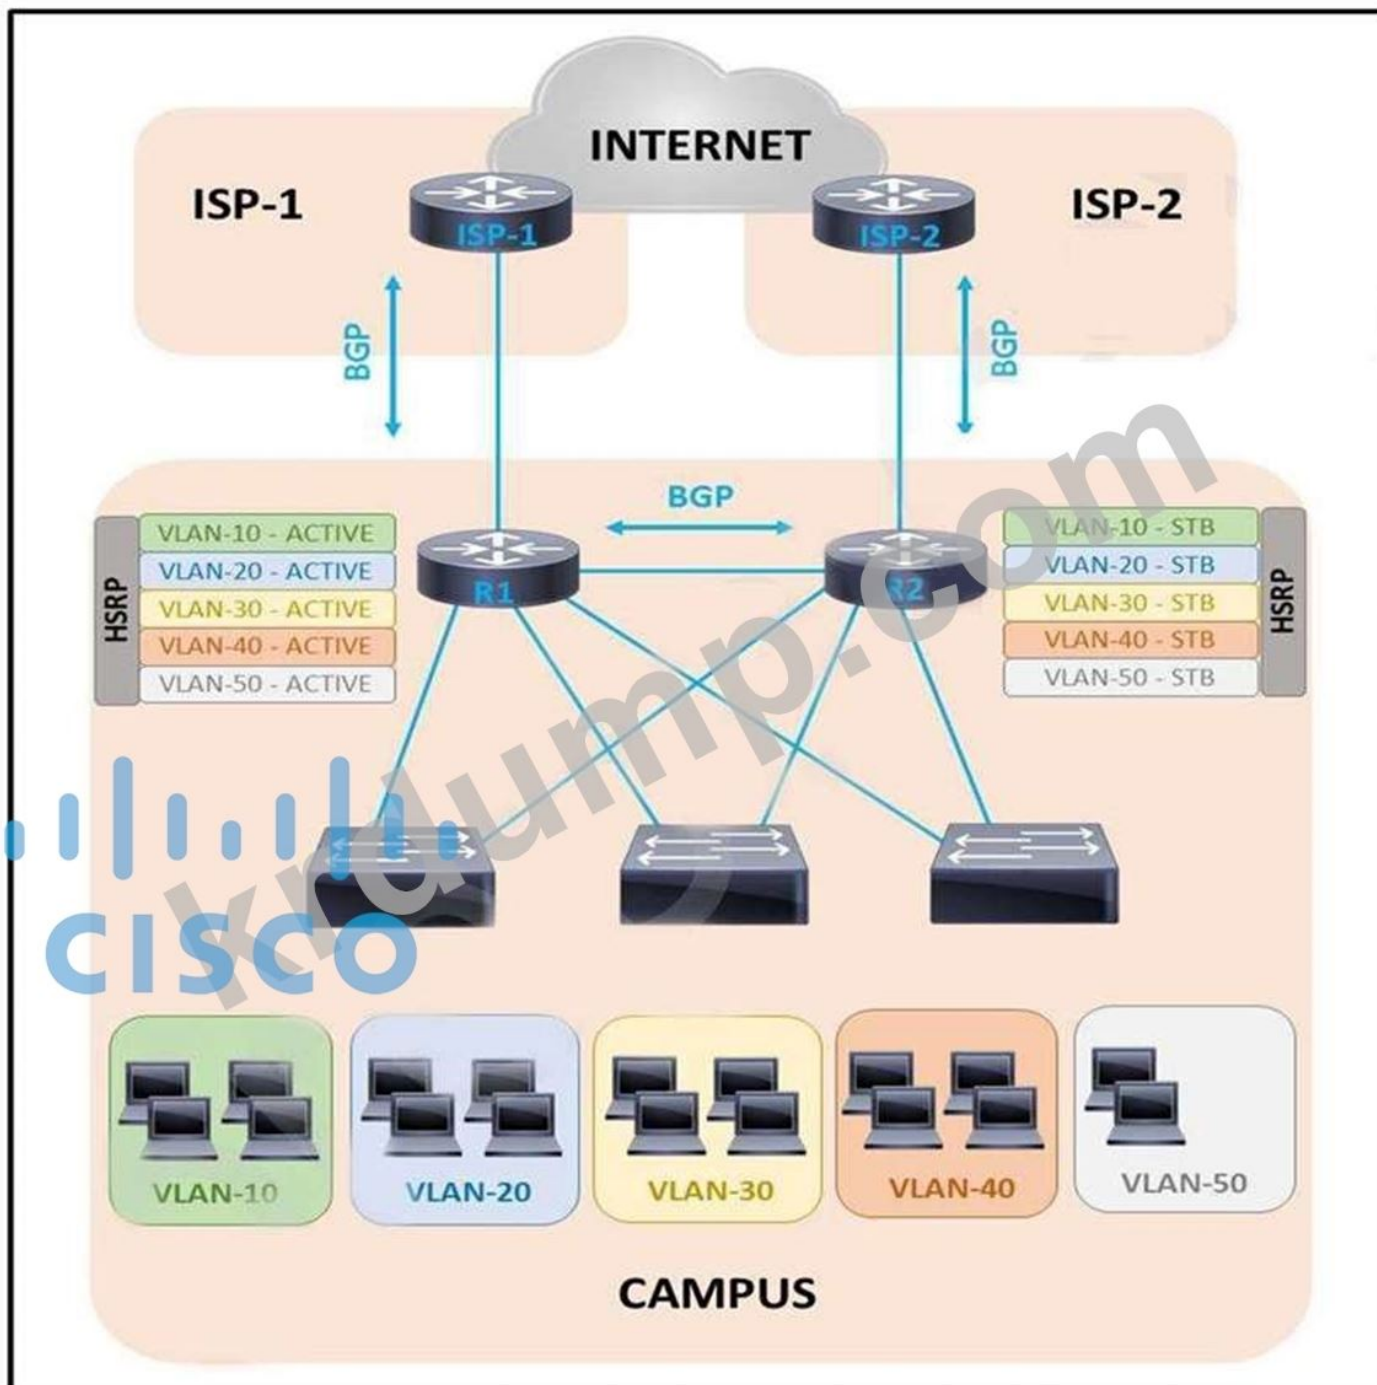 INTERNET
ISP-1
ISP-1
ISP-2
ISP-2
BGP
BGP
BGP
HSRP
VLAN-10 - ACTIVE
VLAN-20 - ACTIVE
VLAN-30 - ACTIVE
VLAN-40 - ACTIVE
VLAN-50 - ACTIVE
R1
R2
VLAN-10 - STB
VLAN-20 - STB
VLAN-30 - STB
VLAN-40 - STB
VLAN-50 - STB
HSRP
krdump.com
CISCO
VLAN-10
VLAN-20
VLAN-30
VLAN-40
VLAN-50
CAMPUS